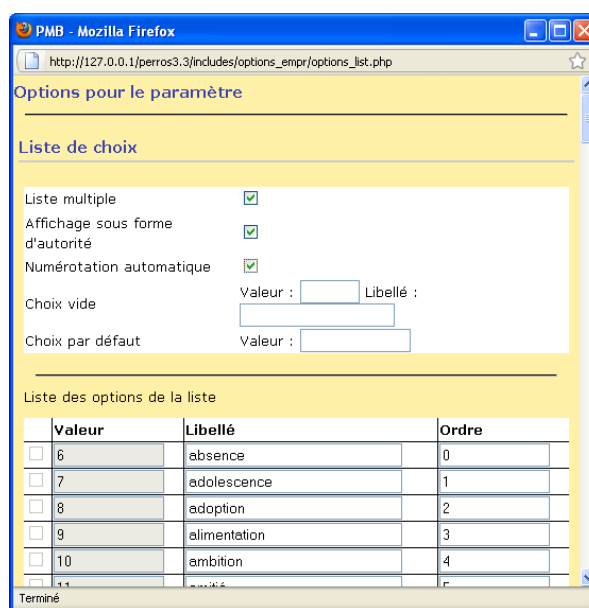 PMB - Mozilla Firefox
http://127.0.0.1/perros3.3/includes/options_empr/options_list.php
Options pour le paramètre
Liste de choix
Liste multiple
Affichage sous forme
d'autorité
Numérotation automatique
Choix vide
Valeur : Libellé :
Choix par défaut Valeur :
Liste des options de la liste
Valeur Libellé Ordre
6 absence 0
7 adolescence 1
8 adoption 2
9 alimentation 3
10 ambition 4
11 amitié 5
Terminé